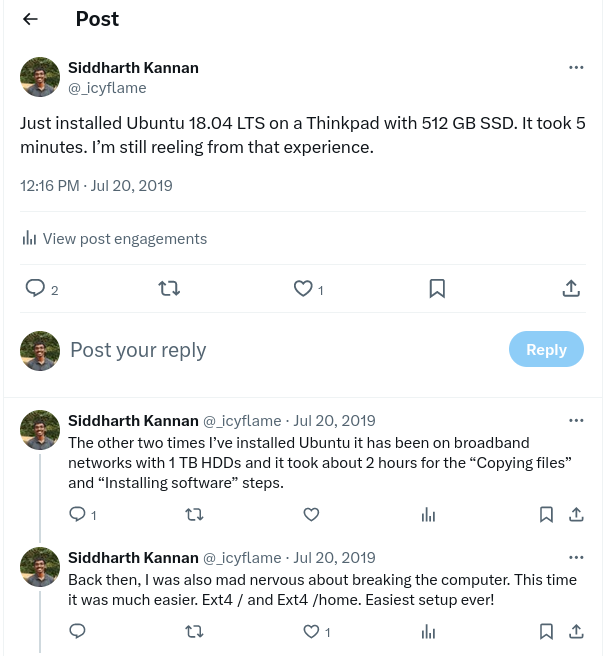 Post
Siddharth Kannan
@_icyflame
Just installed Ubuntu 18.04 LTS on a Thinkpad with 512 GB SSD. It took 5
minutes. I’m still reeling from that experience.
12:16 PM · Jul 20, 2019
View post engagements
2 1
Post your reply
Reply
Siddharth Kannan @_icyflame · Jul 20, 2019
The other two times I’ve installed Ubuntu it has been on broadband
networks with 1 TB HDDs and it took about 2 hours for the “Copying files”
and “Installing software” steps.
1
Siddharth Kannan @_icyflame · Jul 20, 2019
Back then, I was also mad nervous about breaking the computer. This time
it was much easier. Ext4 / and Ext4 /home. Easiest setup ever!
1